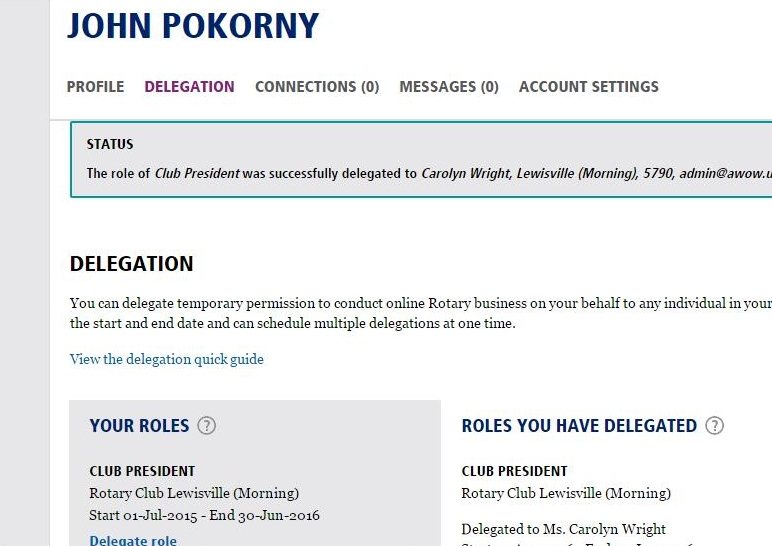 JOHN POKORNY
PROFILE DELEGATION CONNECTIONS (0) MESSAGES (0) ACCOUNT SETTINGS
STATUS
The role of Club President was successfully delegated to Carolyn Wright, Lewisville (Morning), 5790, admin@awow.u
DELEGATION
You can delegate temporary permission to conduct online Rotary business on your behalf to any individual in your
the start and end date and can schedule multiple delegations at one time.
View the delegation quick guide
YOUR ROLES ?
CLUB PRESIDENT
Rotary Club Lewisville (Morning)
Start 01-Jul-2015 - End 30-Jun-2016
Delegate role
ROLES YOU HAVE DELEGATED ?
CLUB PRESIDENT
Rotary Club Lewisville (Morning)
Delegated to Ms. Carolyn Wright